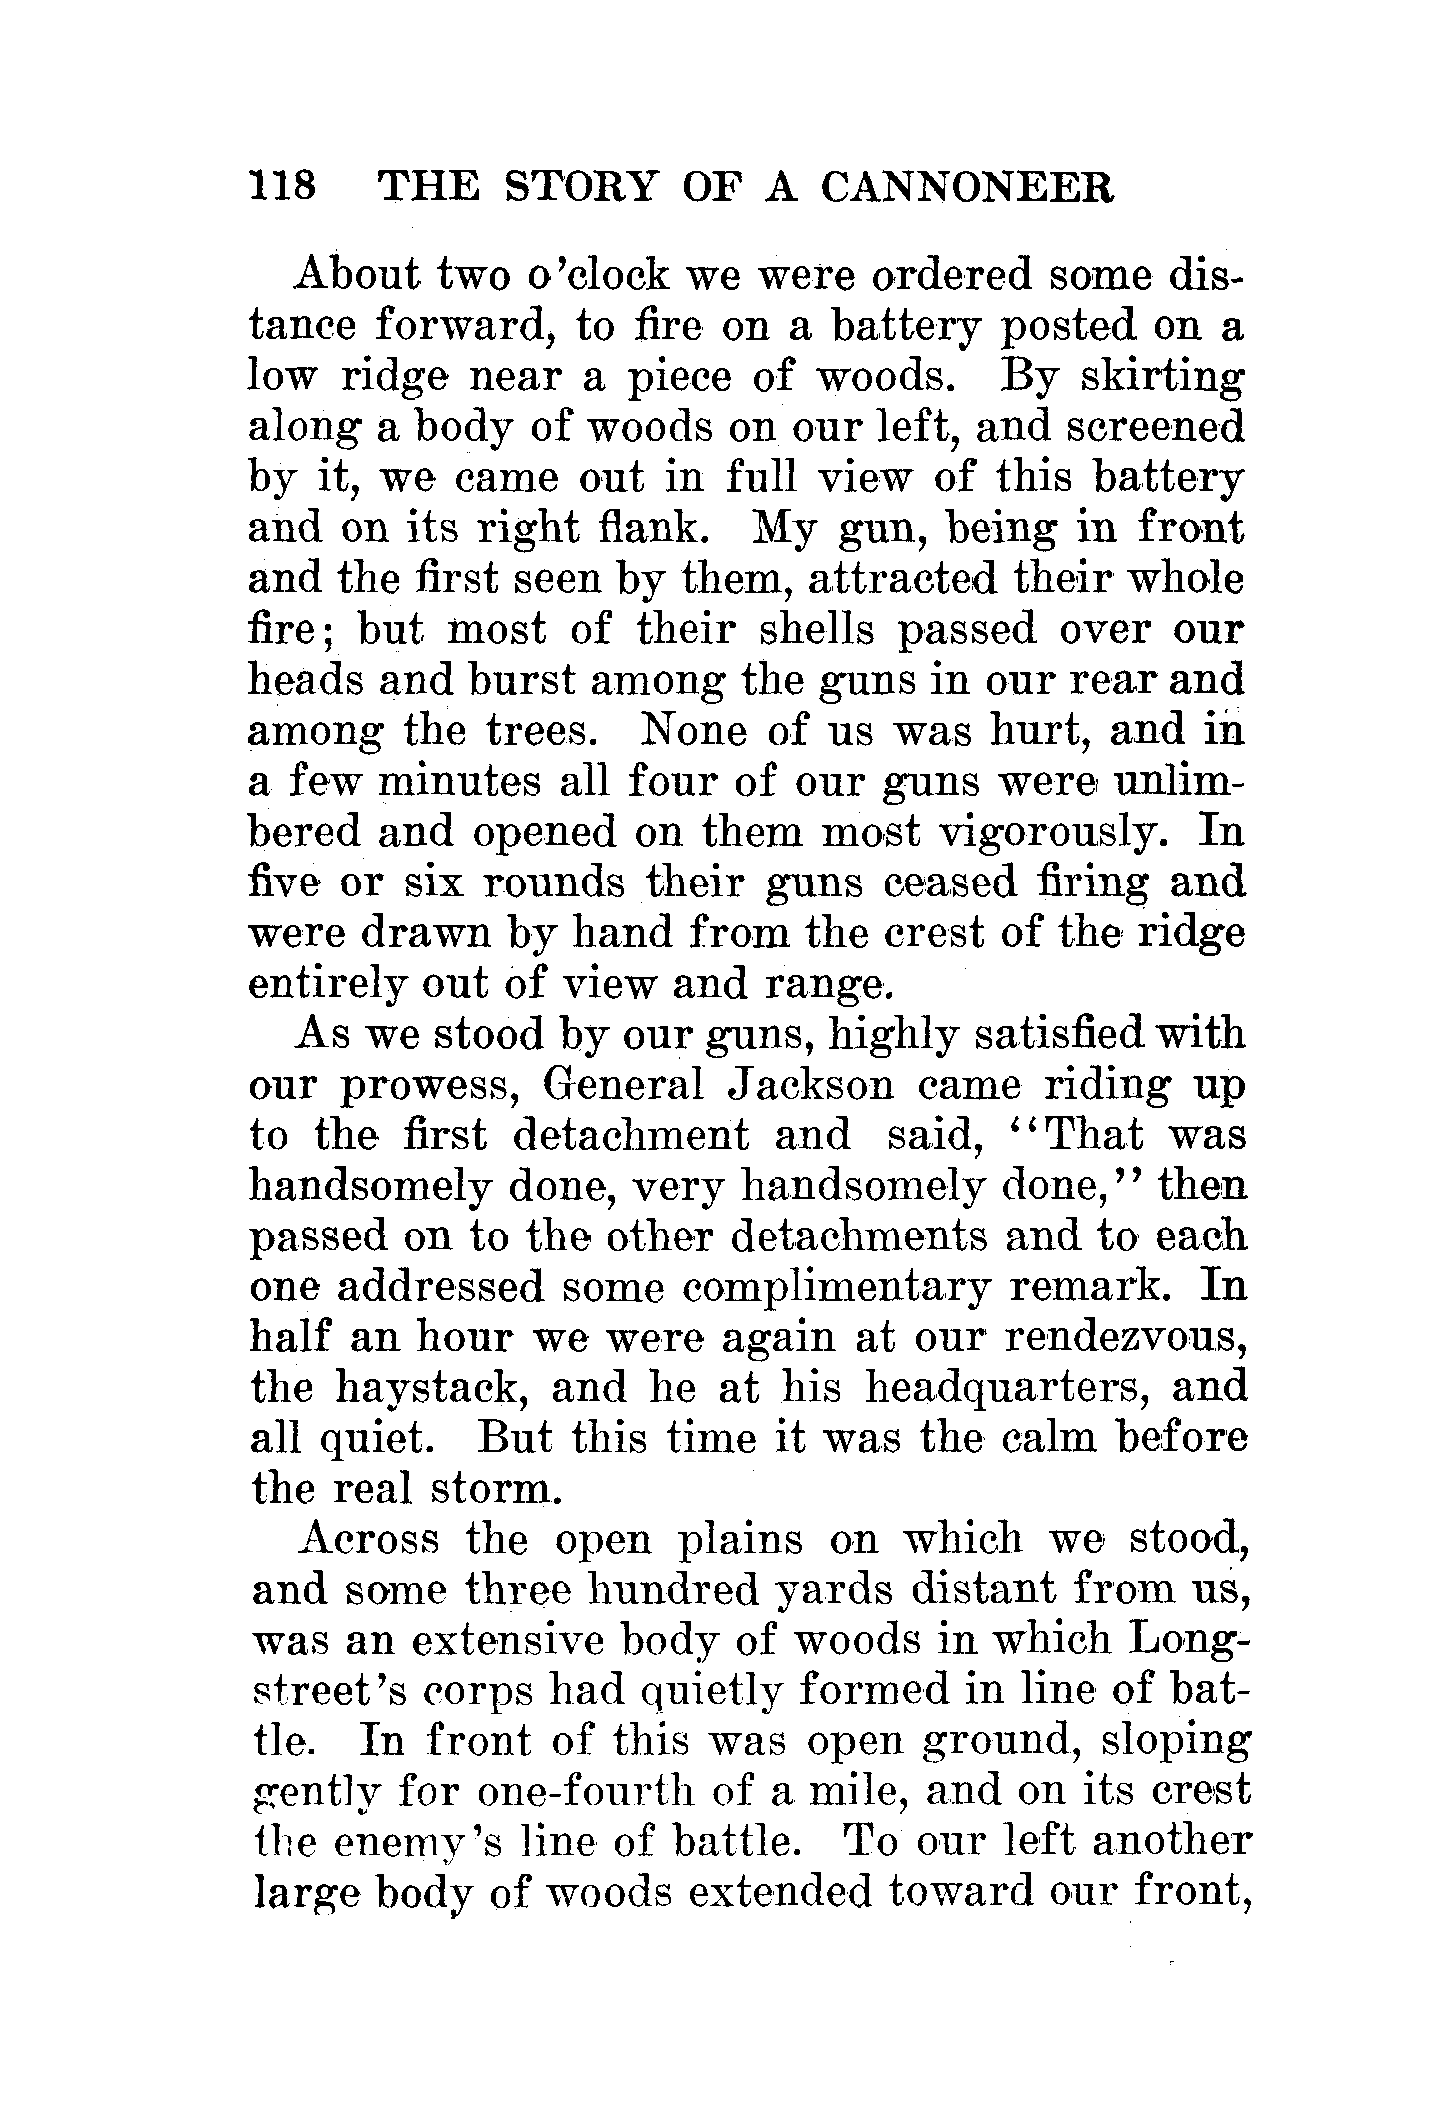 118 THE STORY OF A CANNONEER
About two o'clock we were ordered some dis-
tance forward, to fire on a battery posted on a
low ridge near a piece of woods. By skirting
along a body of woods on our left, and screened
by it, we came out in full view of this battery
and on its right flank. My gun, being in front
and the first seen by them, attracted their whole
fire; but most of their shells passed over our
heads and burst among the guns in our rear and
among the trees. None of us was hurt, and in
a few minutes all four of our guns were unlim-
bered and opened on them most vigorously. In
five or six rounds their guns ceased firing and
were drawn by hand from the crest of the ridge
entirely out of view and range.
As we stood by our guns, highly satisfied with
our prowess, General Jackson came riding up
to the first detachment and said, "That was
handsomely done, very handsomely done," then
passed on to the other detachments and to each
one addressed some complimentary remark. In
half an hour we were again at our rendezvous,
the haystack, and he at his headquarters, and
all quiet. But this time it was the calm before
the real storm.
Across the open plains on which we stood,
and some three hundred yards distant from us,
was an extensive body of woods in which Long-
street's corps had quietly formed in line of bat-
tle. In front of this was open ground, sloping
gently for one-fourth of a mile, and on its crest
the enemy's line of battle. To our left another
large body of woods extended toward our front,